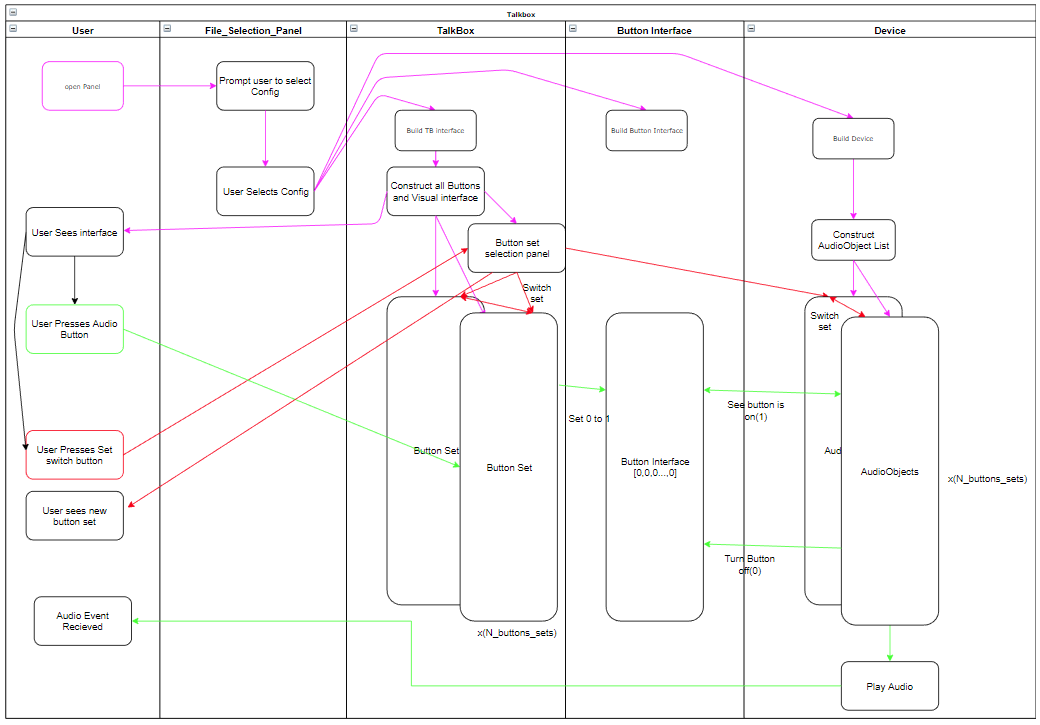 Talkbox
User
File_Selection_Panel
TalkBox
Button Interface
Device
open Panel
Prompt user to select
Config
User Selects Config
Build TB interface
Build Button Interface
Build Device
Construct all Buttons
and Visual interface
User Sees interface
Button set
selection panel
Construct
AudioObject List
Switch
set
Switch
set
User Presses Audio
Button
Set 0 to 1
See button is
on(1)
User Presses Set
switch button
Button Set
Button Set
Button Interface
[0,0,0...,0]
Aud
AudioObjects
x(N_buttons_sets)
User sees new
button set
Turn Button
off(0)
Audio Event
Recieved
x(N_buttons_sets)
Play Audio